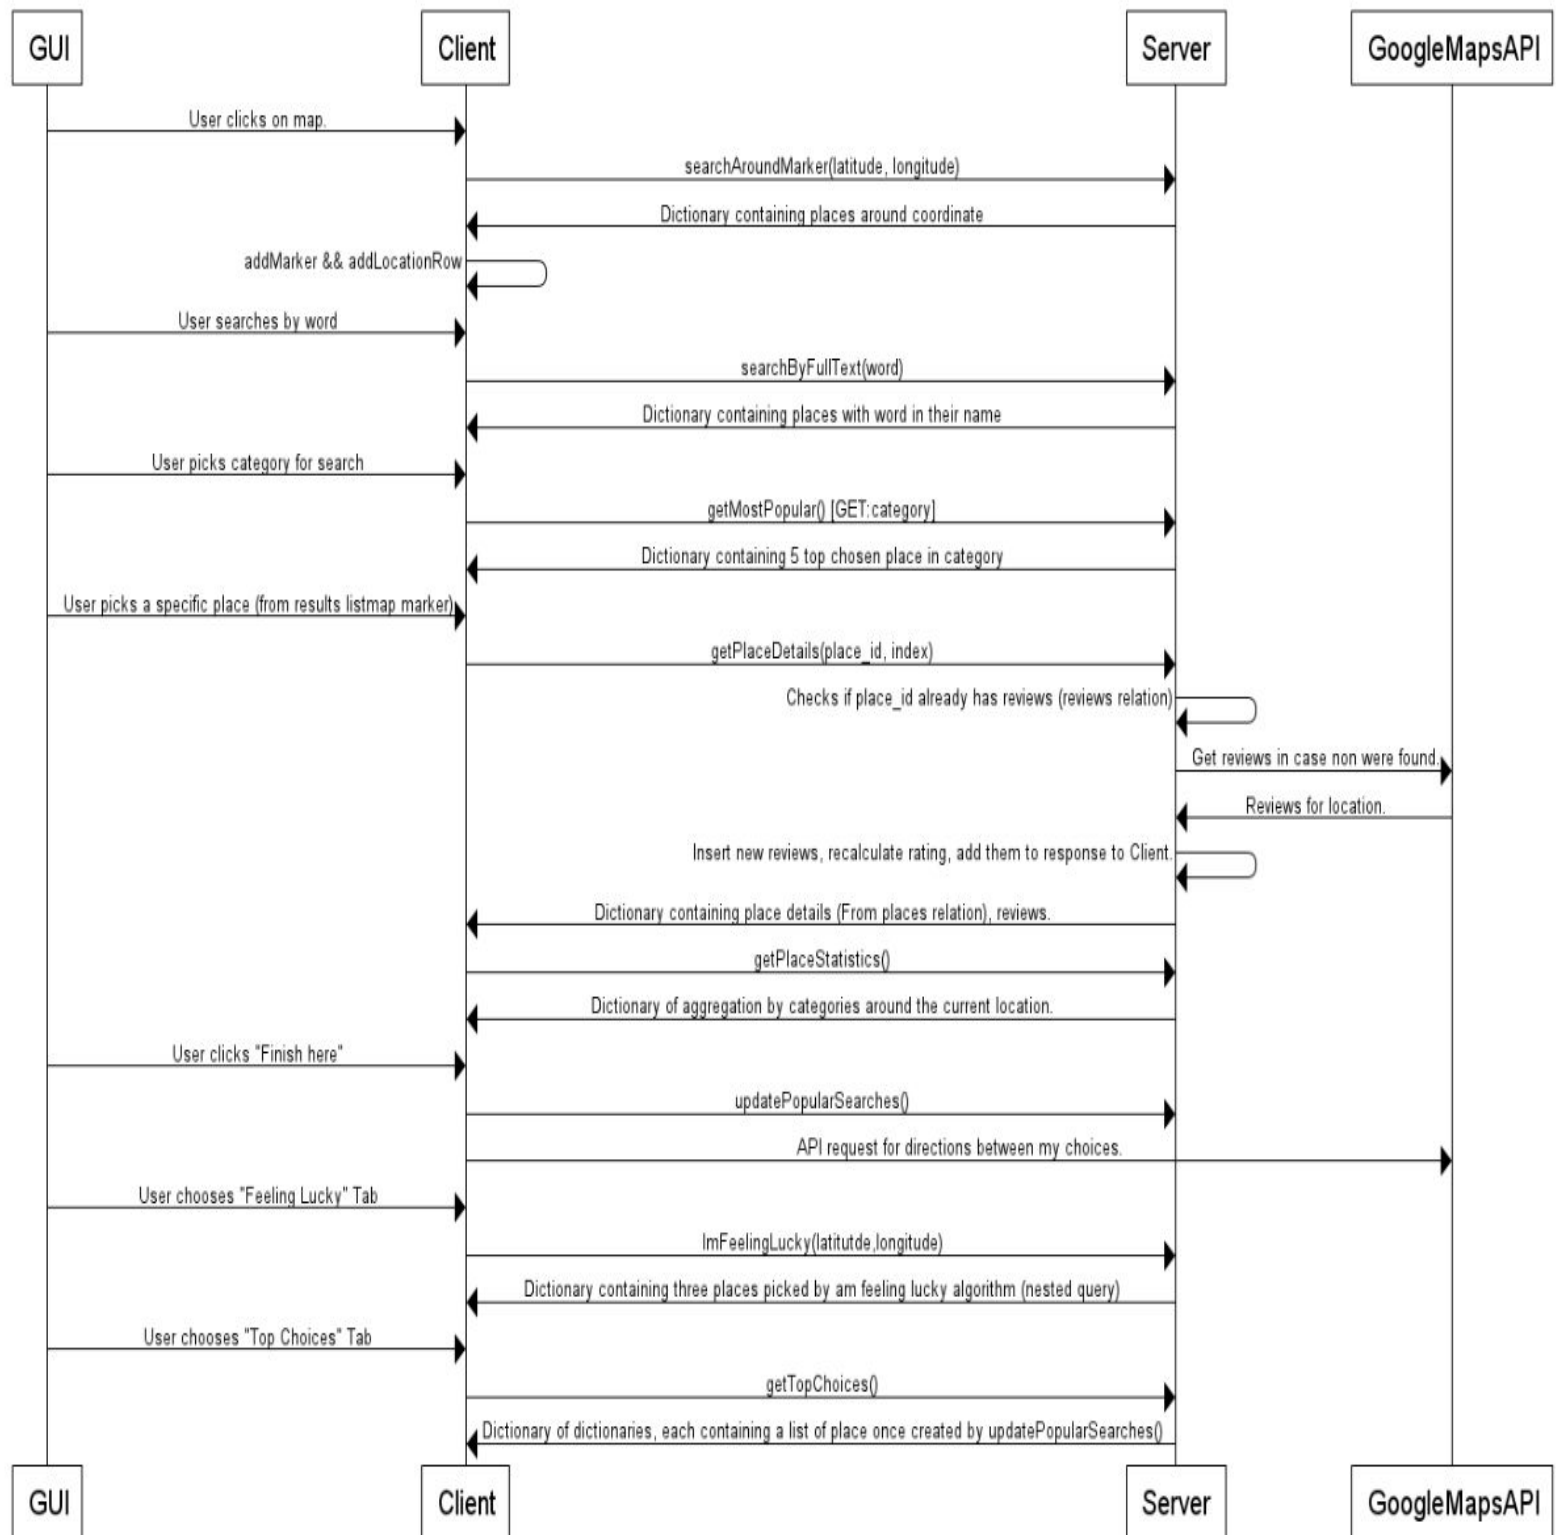 GUI
Client
Server
GoogleMapsAPI
User clicks on map.
searchAroundMarker(latitude, longitude)
Dictionary containing places around coordinate
addMarker && addLocationRow
User searches by word
searchByFullText(word)
Dictionary containing places with word in their name
User picks category for search
getMostPopular() [GET:category]
Dictionary containing 5 top chosen place in category
User picks a specific place (from results listmap marker)
getPlaceDetails(place_id, index)
Checks if place_id already has reviews (reviews relation)
Get reviews in case non were found.
Reviews for location.
Insert new reviews, recalculate rating, add them to response to Client.
Dictionary containing place details (From places relation), reviews.
getPlaceStatistics()
Dictionary of aggregation by categories around the current location.
User clicks "Finish here"
updatePopularSearches()
API request for directions between my choices.
User chooses "Feeling Lucky" Tab
ImFeelingLucky(latitutde,longitude)
Dictionary containing three places picked by am feeling lucky algorithm (nested query)
User chooses "Top Choices" Tab
getTopChoices()
Dictionary of dictionaries, each containing a list of place once created by updatePopularSearches()
GUI
Client
Server
GoogleMapsAPI